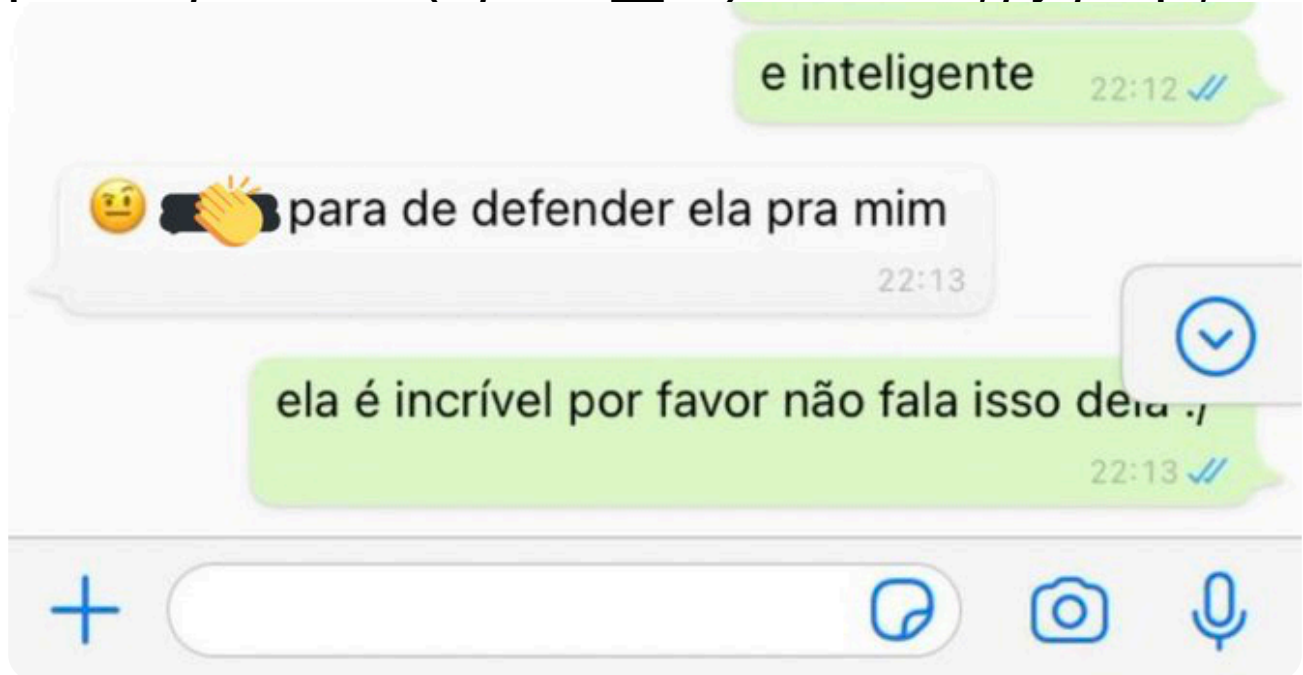 e inteligente
22:12
🤨 👏 para de defender ela pra mim
22:13
ela é incrível por favor não fala isso dela :/
22:13